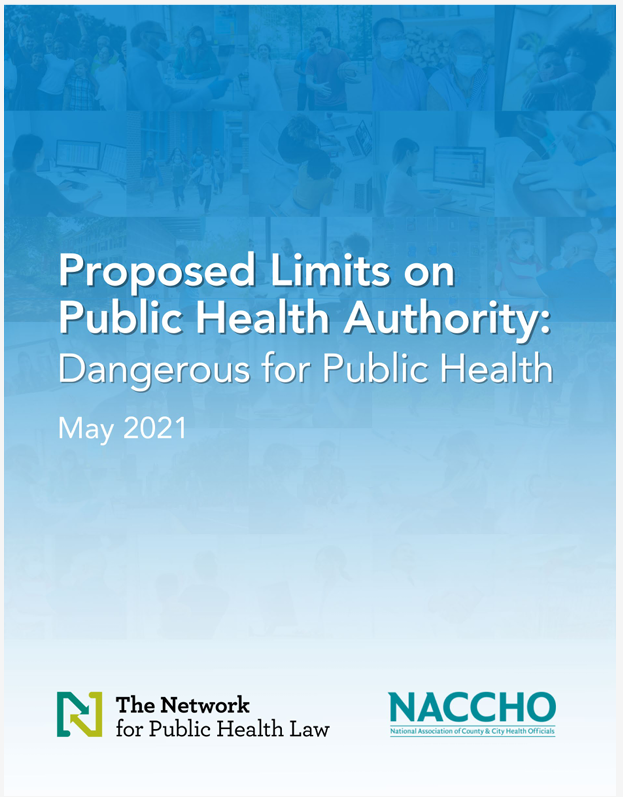 Proposed Limits on
Public Health Authority:
Dangerous for Public Health
May 2021
The Network
for Public Health Law
NACCHO
National Association of County & City Health Officials